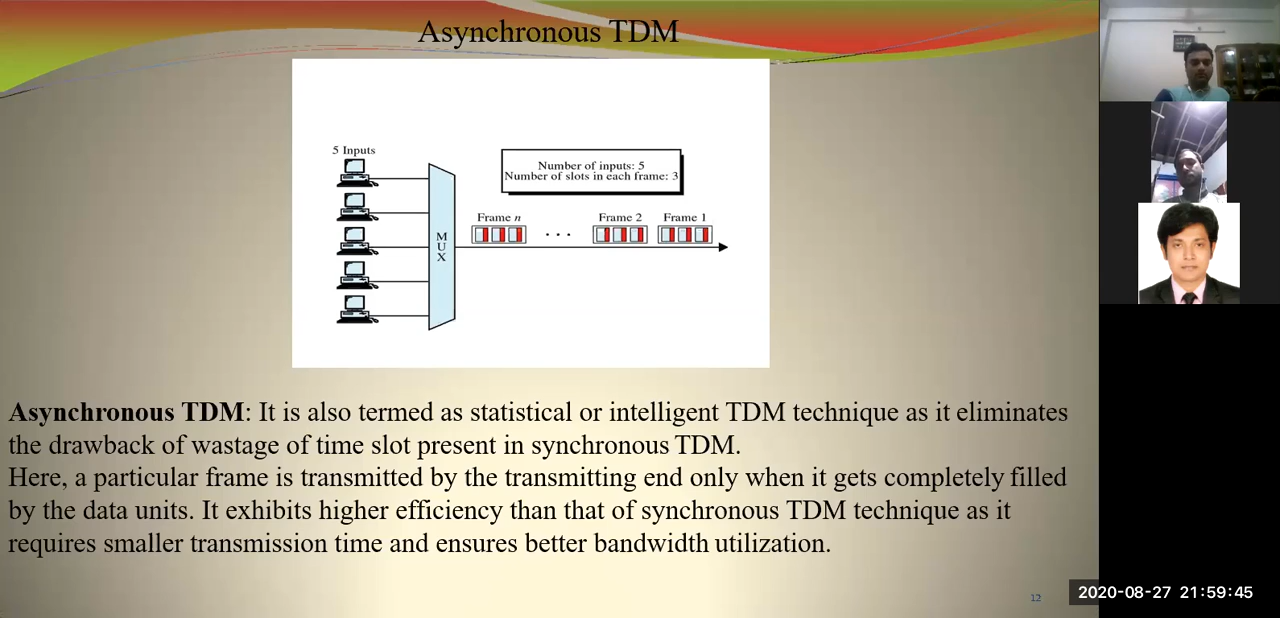 Asynchronous TDM
5 Inputs
Number of inputs: 5
Number of slots in each frame: 3
Frame n
. . .
Frame 2
Frame 1
M
U
X
Asynchronous TDM: It is also termed as statistical or intelligent TDM technique as it eliminates
the drawback of wastage of time slot present in synchronous TDM.
Here, a particular frame is transmitted by the transmitting end only when it gets completely filled
by the data units. It exhibits higher efficiency than that of synchronous TDM technique as it
requires smaller transmission time and ensures better bandwidth utilization.
12
2020-08-27 21:59:45